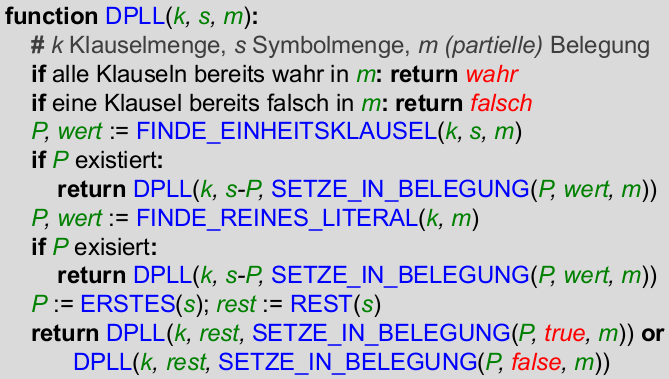 function DPLL(k, s, m):
# k Klauselmenge, s Symbolmenge, m (partielle) Belegung
if alle Klauseln bereits wahr in m: return wahr
if eine Klausel bereits falsch in m: return falsch
P, wert := FINDE_EINHEITSKLAUSEL(k, s, m)
if P existiert:
return DPLL(k, s-P, SETZE_IN_BELEGUNG(P, wert, m))
P, wert := FINDE_REINES_LITERAL(k, m)
if P exisiert:
return DPLL(k, s-P, SETZE_IN_BELEGUNG(P, wert, m))
P := ERSTES(s); rest := REST(s)
return DPLL(k, rest, SETZE_IN_BELEGUNG(P, true, m)) or
DPLL(k, rest, SETZE_IN_BELEGUNG(P, false, m))